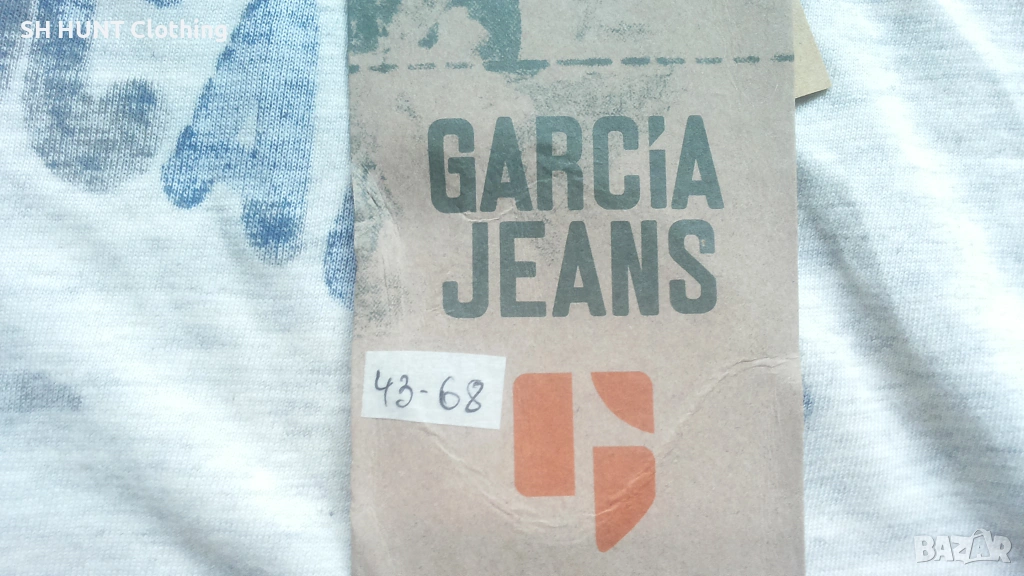 SH HUNT Clothing
GARCíA
JEANS
43-68
BAZAR